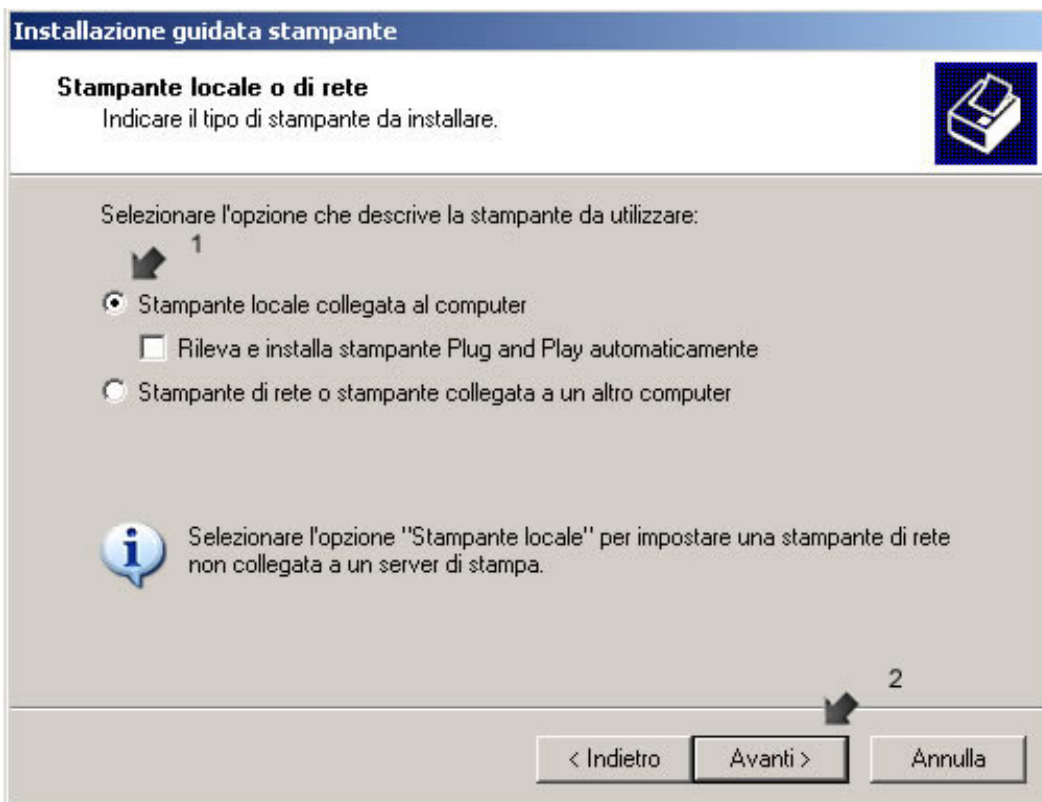 Installazione guidata stampante
Stampante locale o di rete
Indicare il tipo di stampante da installare.
Selezionare l'opzione che descrive la stampante da utilizzare:
1
Stampante locale collegata al computer
Rileva e installa stampante Plug and Play automaticamente
Stampante di rete o stampante collegata a un altro computer
Selezionare l'opzione "Stampante locale" per impostare una stampante di rete
non collegata a un server di stampa.
2
< Indietro Avanti > Annulla